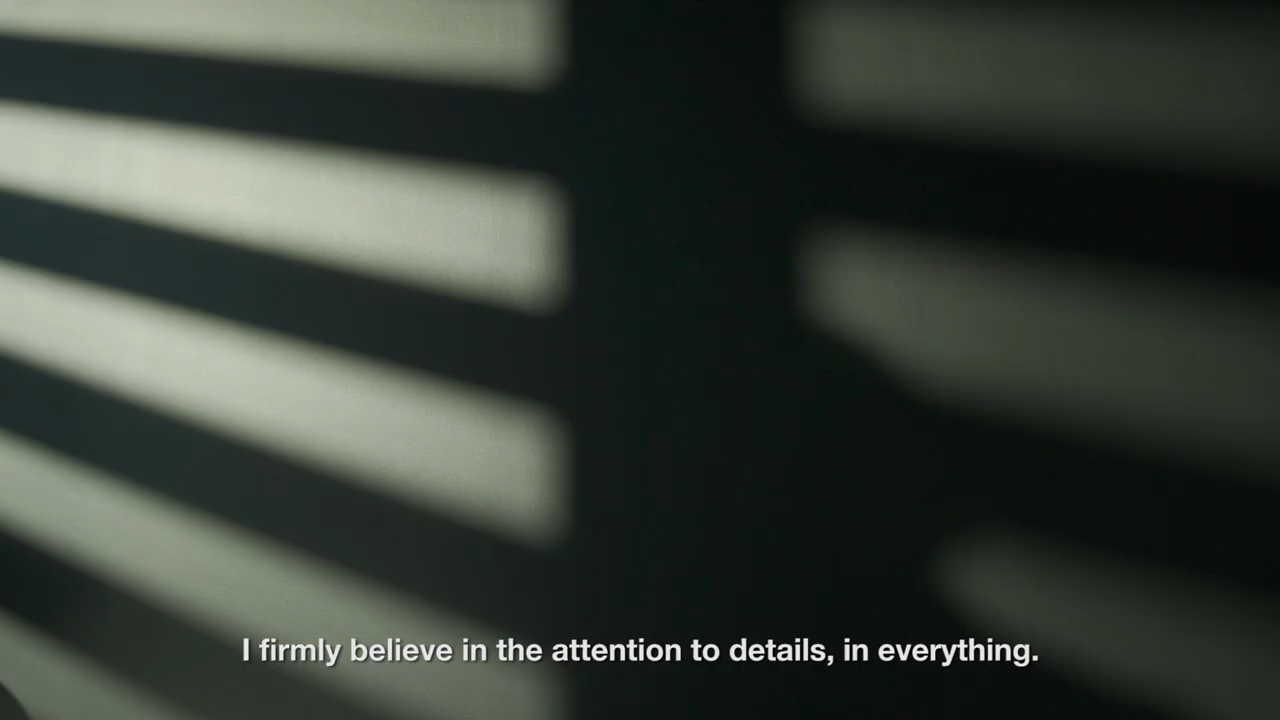 I firmly believe in the attention to details, in everything.